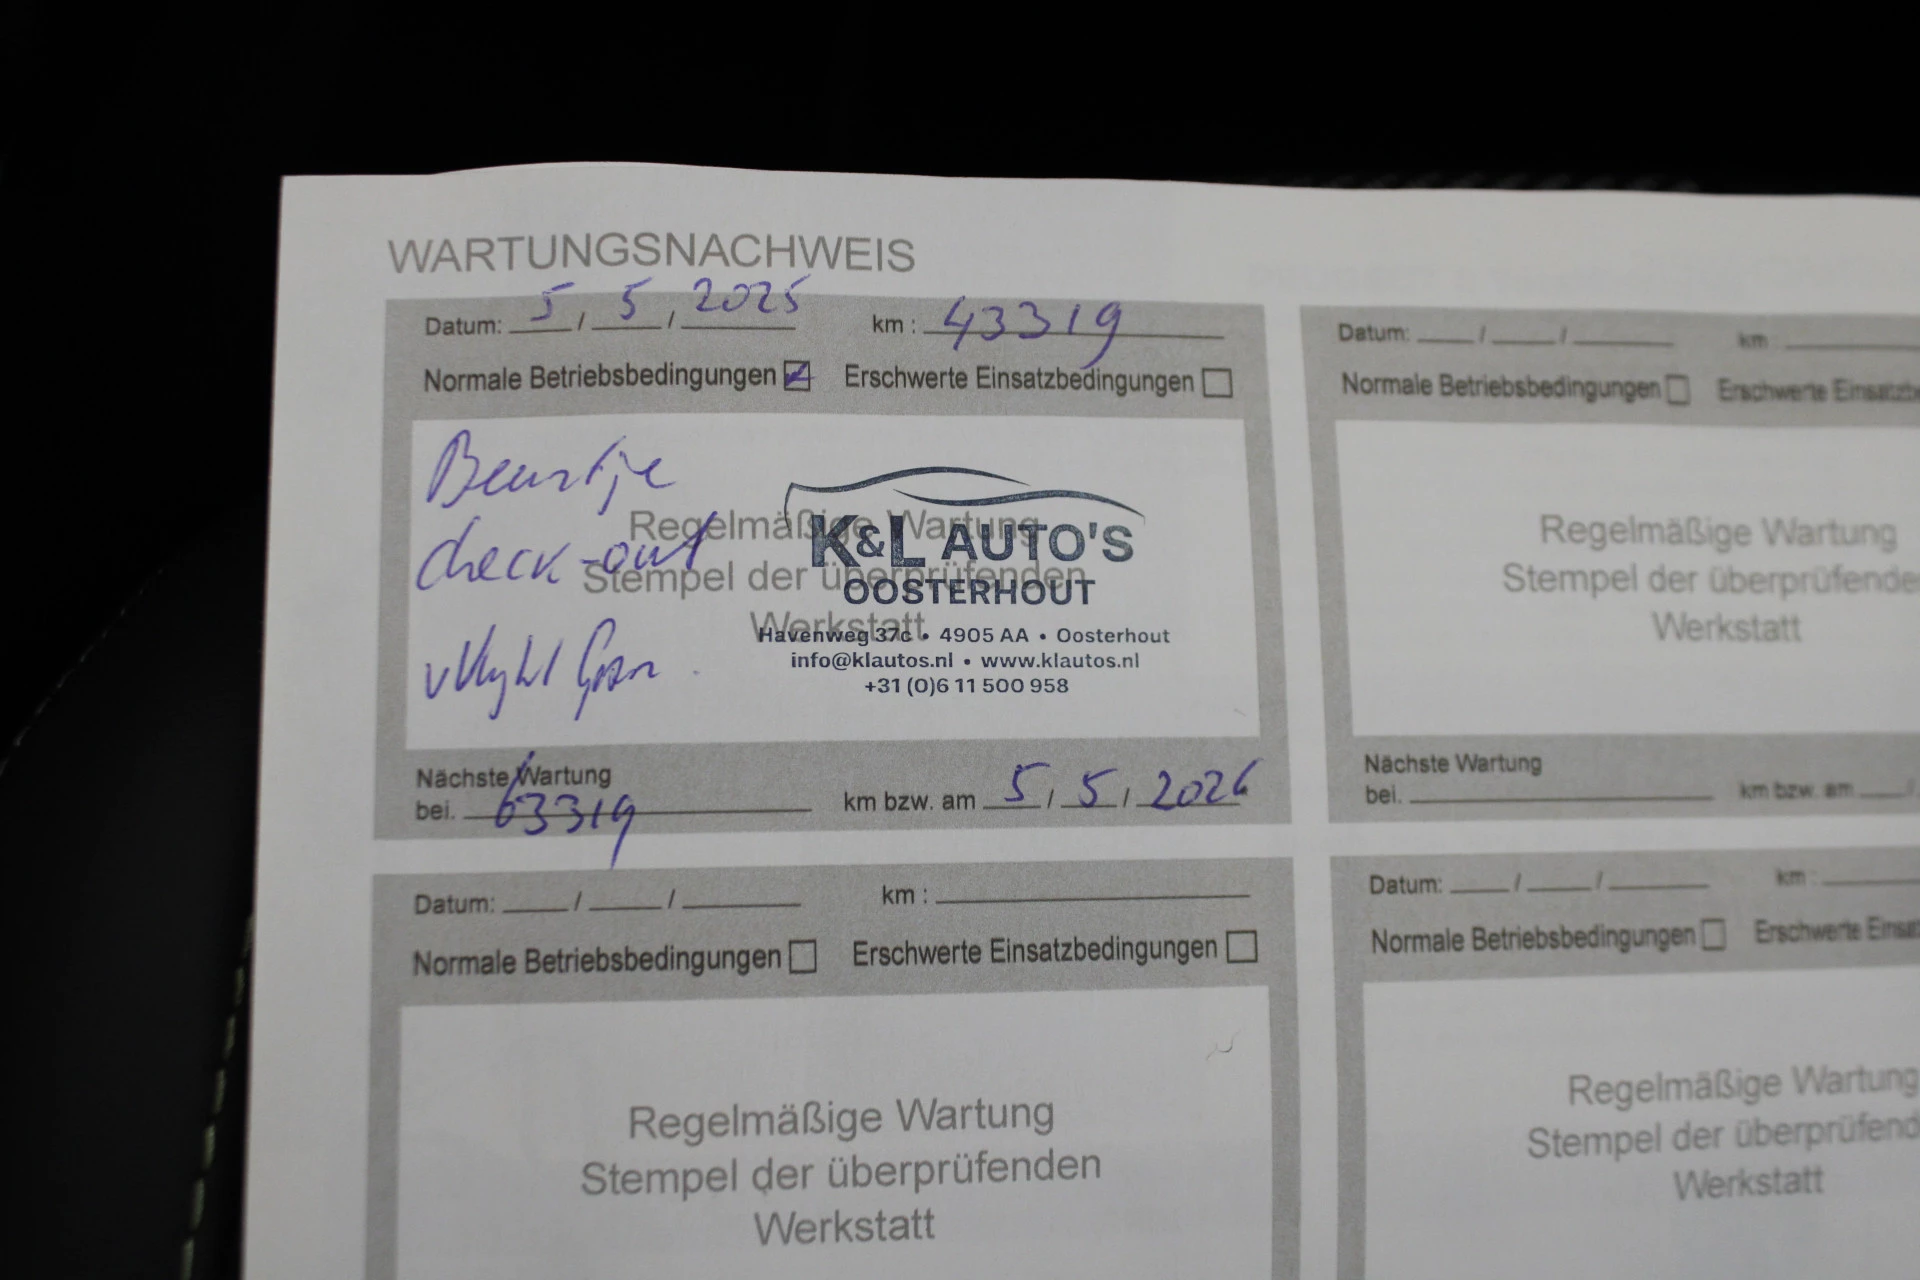 WARTUNGSNACHWEIS
Datum: 5 / 5 / 2025 km : 43319
Normale Betriebsbedingungen Erschwerte Einsatzbedingungen
Beurtje
check-out
Regelmäßige Wartung
Stempel der überprüfenden
Werkstatt
K&L AUTO'S
OOSTERHOUT
Havenweg 37c • 4905 AA • Oosterhout
info@klautos.nl • www.klautos.nl
+31 (0)6 11 500 958
Nächste Wartung
bei. 63319 km bzw. am 5 / 5 / 2026
Datum: / / km
Normale Betriebsbedingungen Erschwerte
Regelmäßige Wartung
Stempel der
Werkstatt
Nächste Wartung
bei. km bzw. am /
Datum: / / km :
Normale Betriebsbedingungen Erschwerte Einsatzbedingungen
Regelmäßige Wartung
Stempel der überprüfenden
Werkstatt
Datum: / / km :
Normale Betriebsbedingungen Erschwerte
Regelmäßige Wartung
Stempel der
Werkstatt